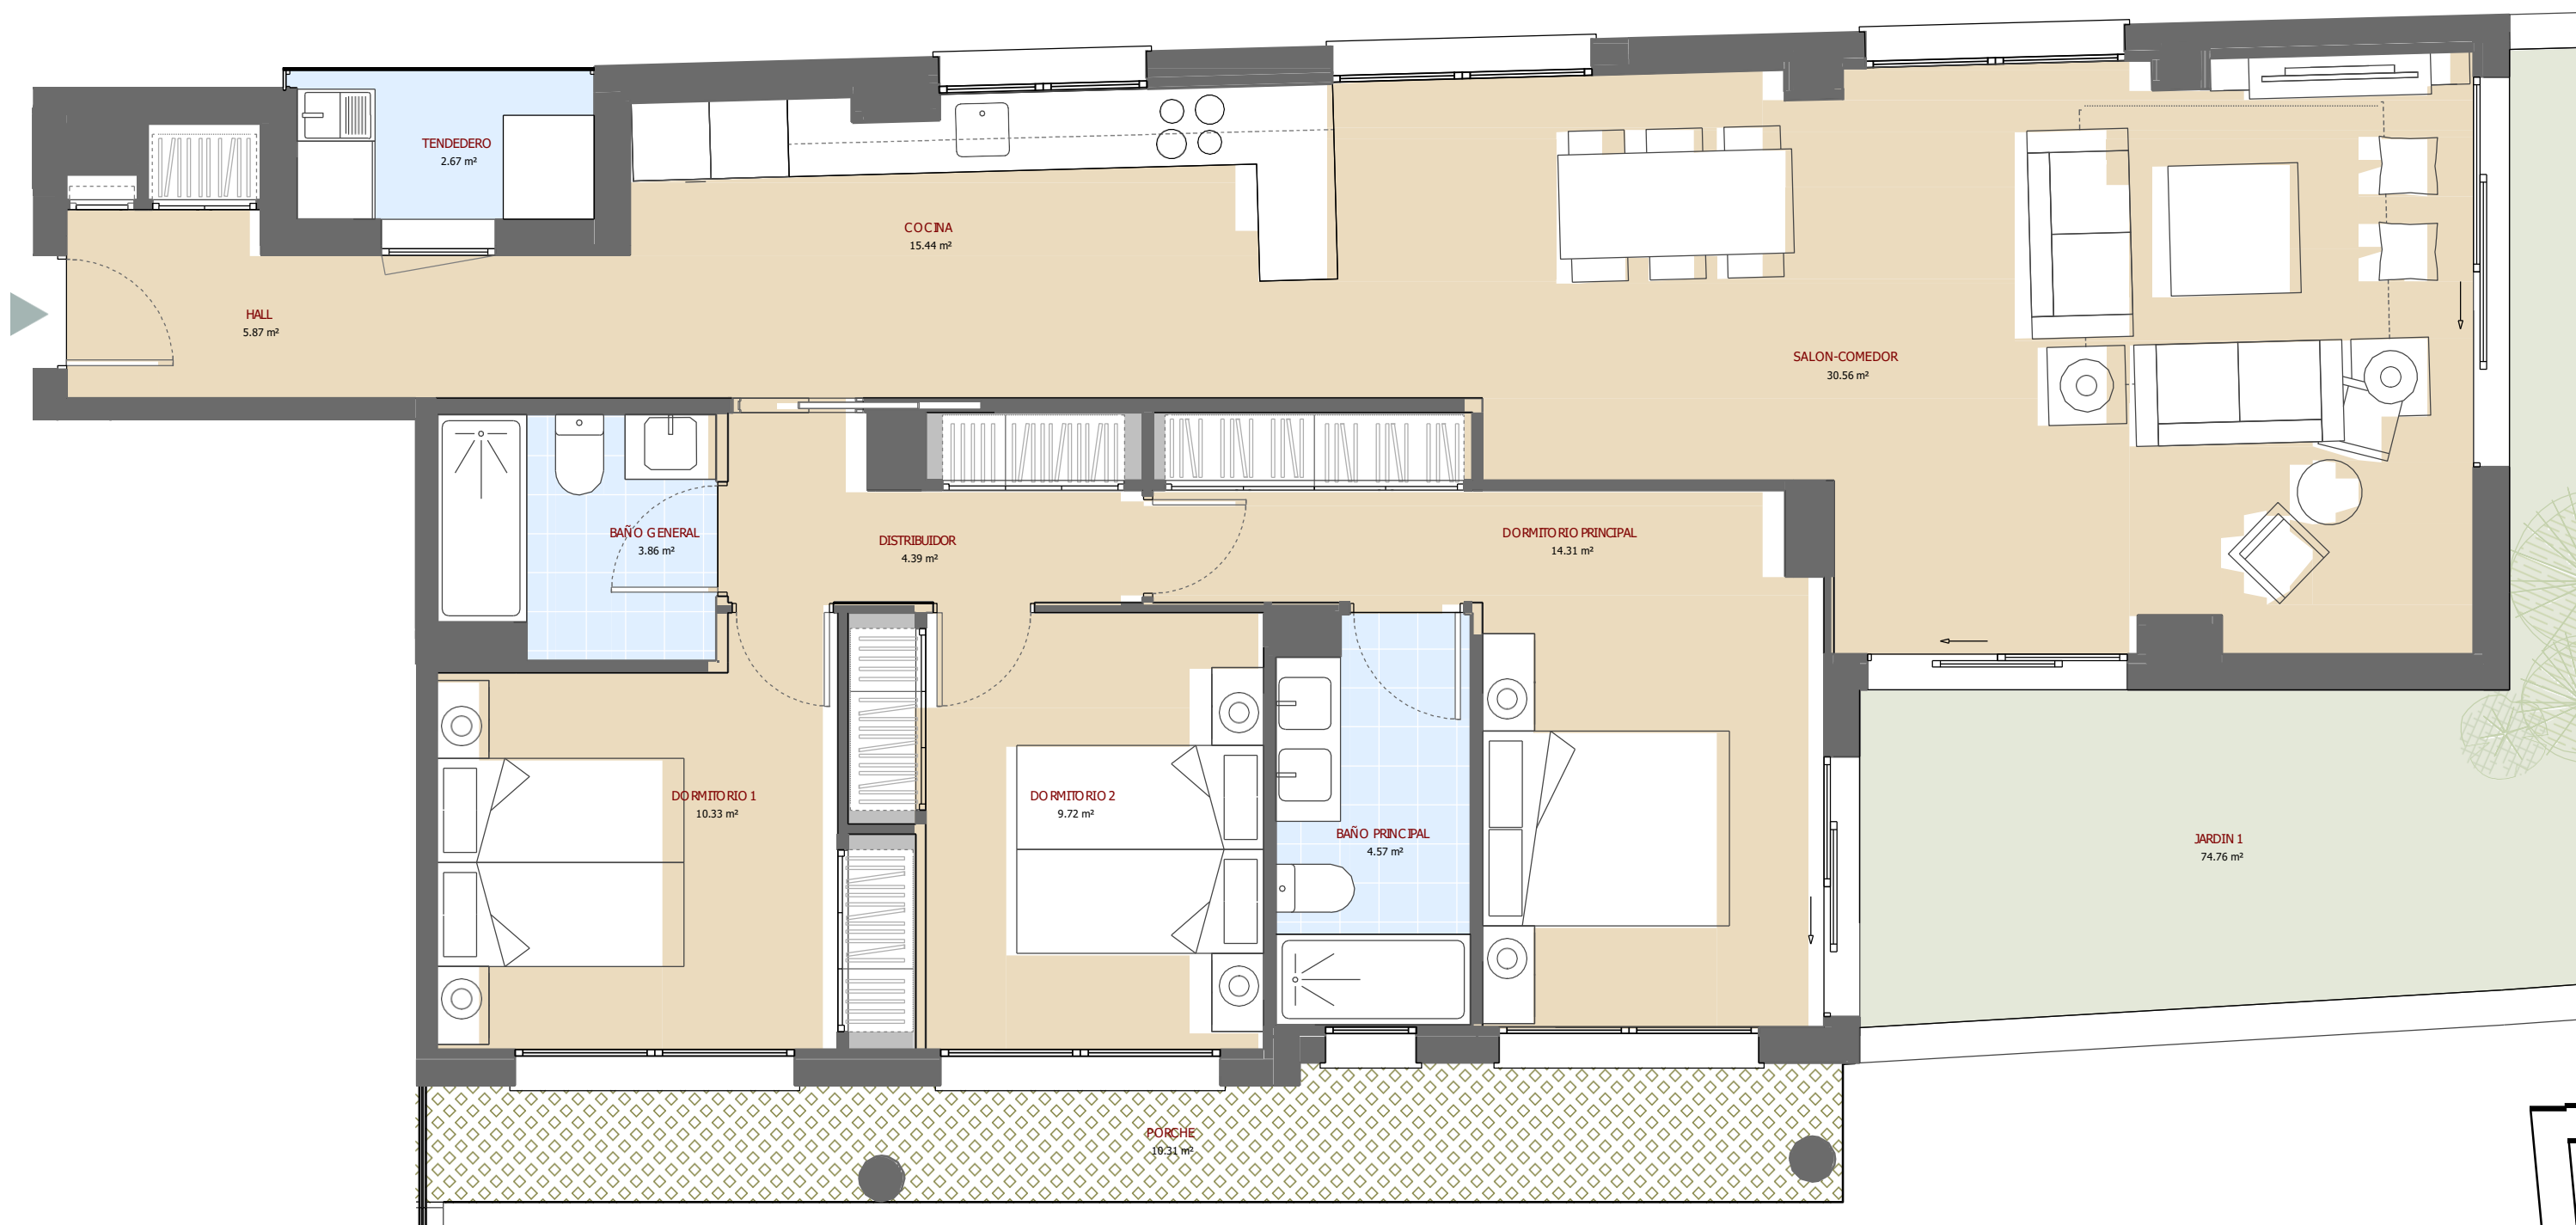 TENDEDERO
2.67 m²
COCINA
15.44 m²
HALL
5.87 m²
SALON-COMEDOR
30.56 m²
BAÑO GENERAL
3.86 m²
DISTRIBUIDOR
4.39 m²
DORMITORIO PRINCIPAL
14.31 m²
DORMITORIO 1
10.33 m²
DORMITORIO 2
9.72 m²
BAÑO PRINCIPAL
4.57 m²
JARDIN 1
74.76 m²
PORCHE
10.31 m²